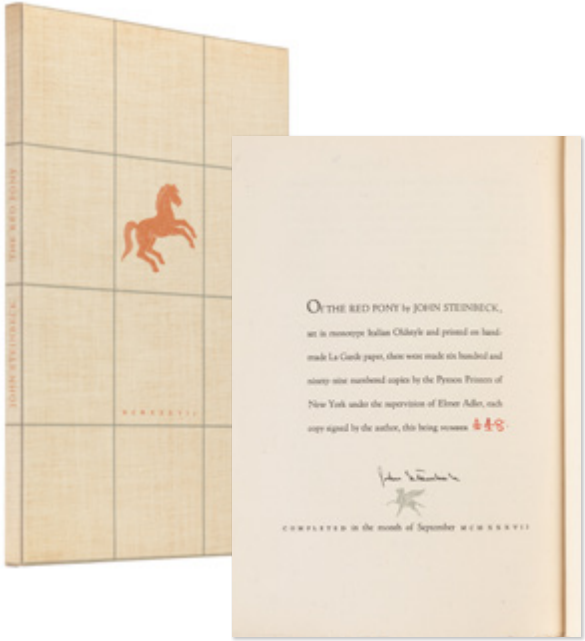 THE RED PONY
JOHN STEINBECK
MCMXXXVII
OF THE RED PONY by JOHN STEINBECK,
set in monotype Italian Oldstyle and printed on hand-
made La Garde paper, there were made six hundred and
ninety-nine numbered copies by the Pynson Printers of
New York under the supervision of Elmer Adler, each
copy signed by the author, this being NUMBER 448
John Steinbeck
COMPLETED in the month of September MCMXXXVII